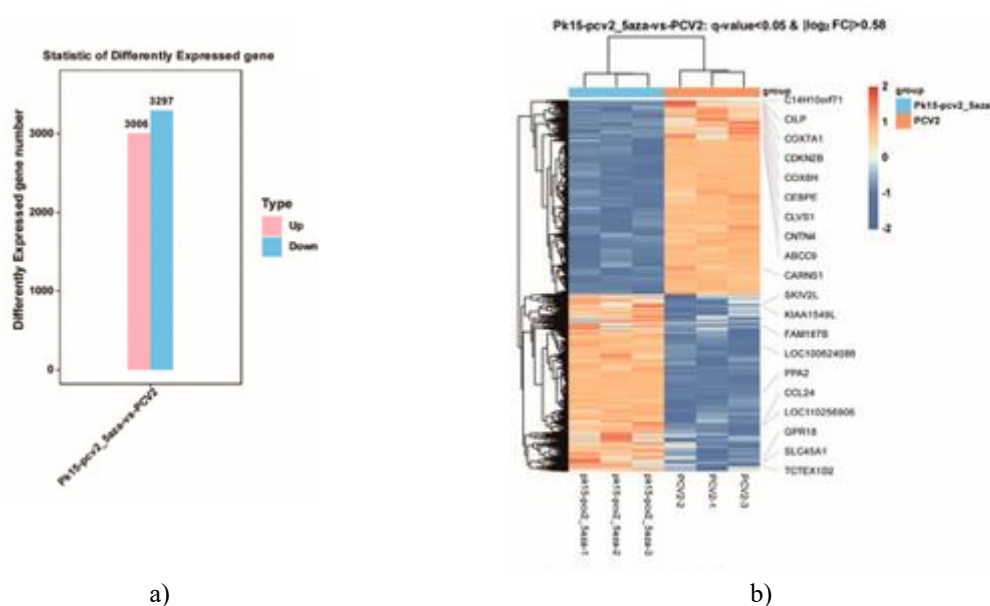 Statistic of Differently Expressed gene
Differently Expressed gene number
3006
3297
3000
2000
1000
0
Type
Up
Down
Pk15-pcv2_5aza-vs-PCV2
a)
Pk15-pcv2_5aza-vs-PCV2: q-value<0.05 & |log₂ FC|>0.58
group
C14H10orf71
CILP
COX7A1
CDKN2B
COX6H
CEBPE
CLVS1
CNTN4
ABCC9
CARNS1
SKIV2L
KIAA1549L
FAM187B
LOC100624086
PPA2
CCL24
LOC110256906
GPR18
SLC45A1
TCTEX1D2
2
1
0
-1
-2
group
Pk15-pcv2_5aza
PCV2
pk15-pcv2_5aza-1
pk15-pcv2_5aza-2
pk15-pcv2_5aza-3
PCV2-2
PCV2-1
PCV2-3
b)